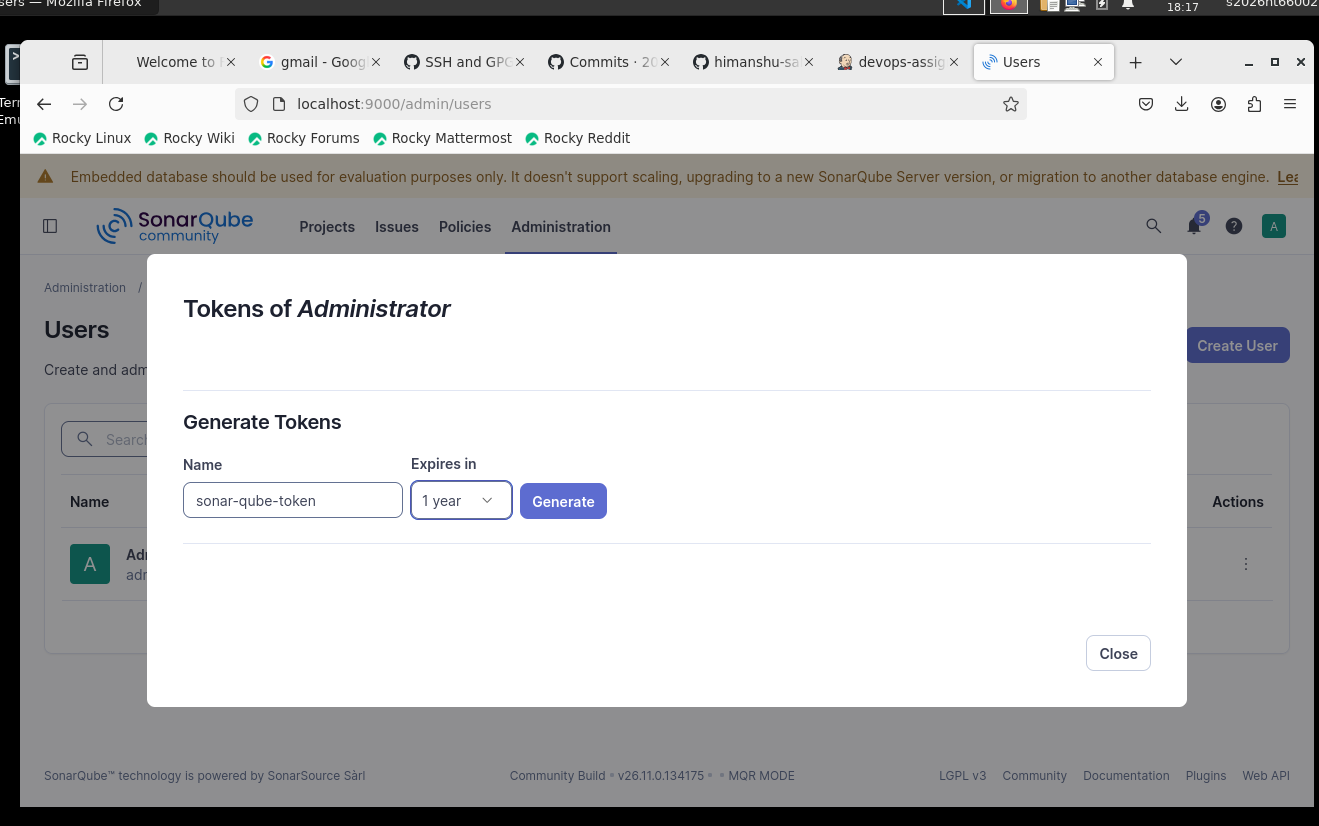 sers — Mozilla Firefox
18:17
s2026ht66002
Welcome to
gmail - Goog
SSH and GPG
Commits · 20
himanshu-sa
devops-assig
Users
localhost:9000/admin/users
Rocky Linux
Rocky Wiki
Rocky Forums
Rocky Mattermost
Rocky Reddit
Embedded database should be used for evaluation purposes only. It doesn't support scaling, upgrading to a new SonarQube Server version, or migration to another database engine. Lea
SonarQube
community
Projects
Issues
Policies
Administration
5
A
Administration /
Users
Create and adm
Create User
Search
Name
Actions
A
Adm
adr
Tokens of Administrator
Generate Tokens
Name
Expires in
sonar-qube-token
1 year
Generate
Close
SonarQube™ technology is powered by SonarSource Sàrl
Community Build • v26.11.0.134175 • • MQR MODE
LGPL v3
Community
Documentation
Plugins
Web API